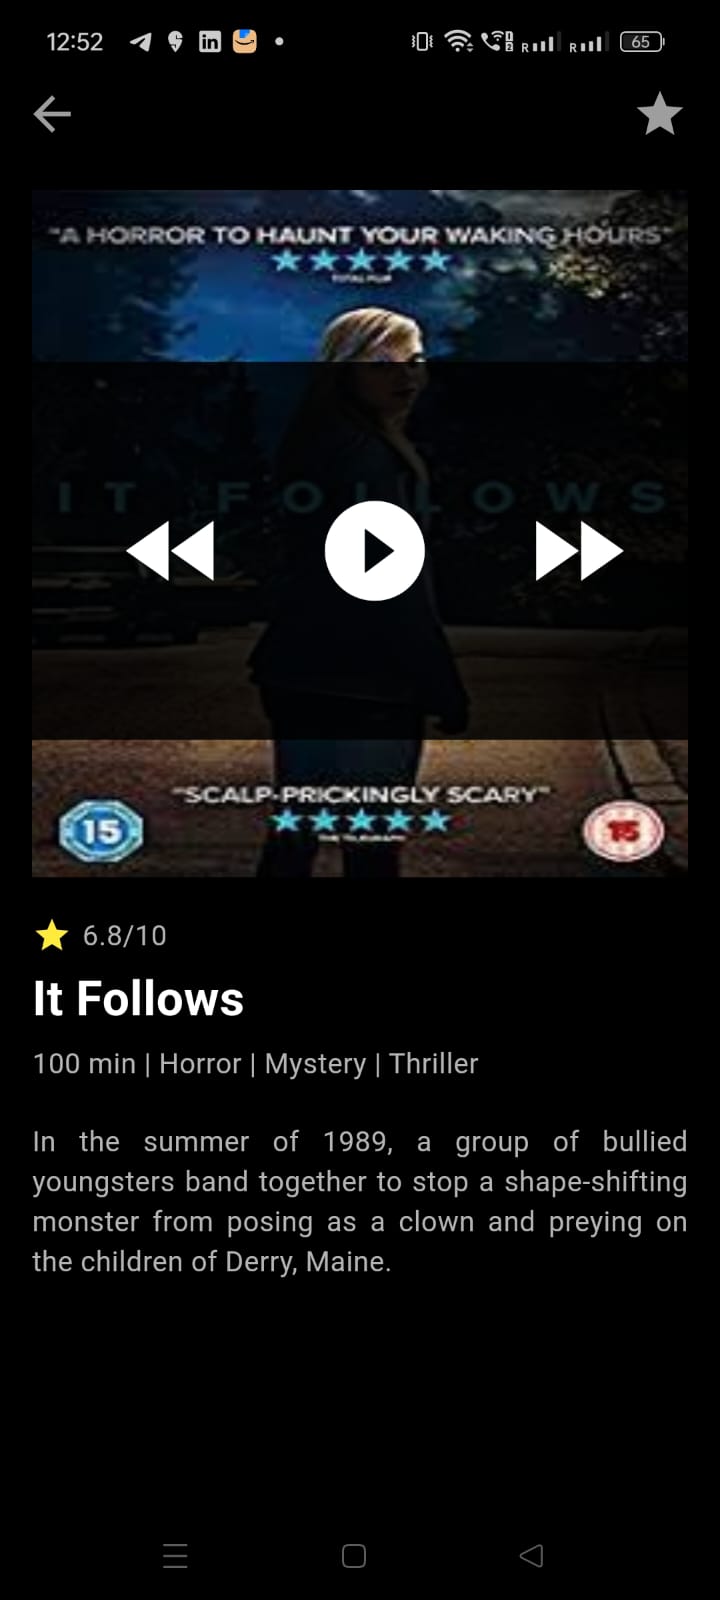 12:52
R R 65
"A HORROR TO HAUNT YOUR WAKING HOURS"
TOTAL FILM
IT FOLLOWS
"SCALP-PRICKINGLY SCARY"
THE TELEGRAPH
15 15
6.8/10
It Follows
100 min | Horror | Mystery | Thriller
In the summer of 1989, a group of bullied
youngsters band together to stop a shape-shifting
monster from posing as a clown and preying on
the children of Derry, Maine.